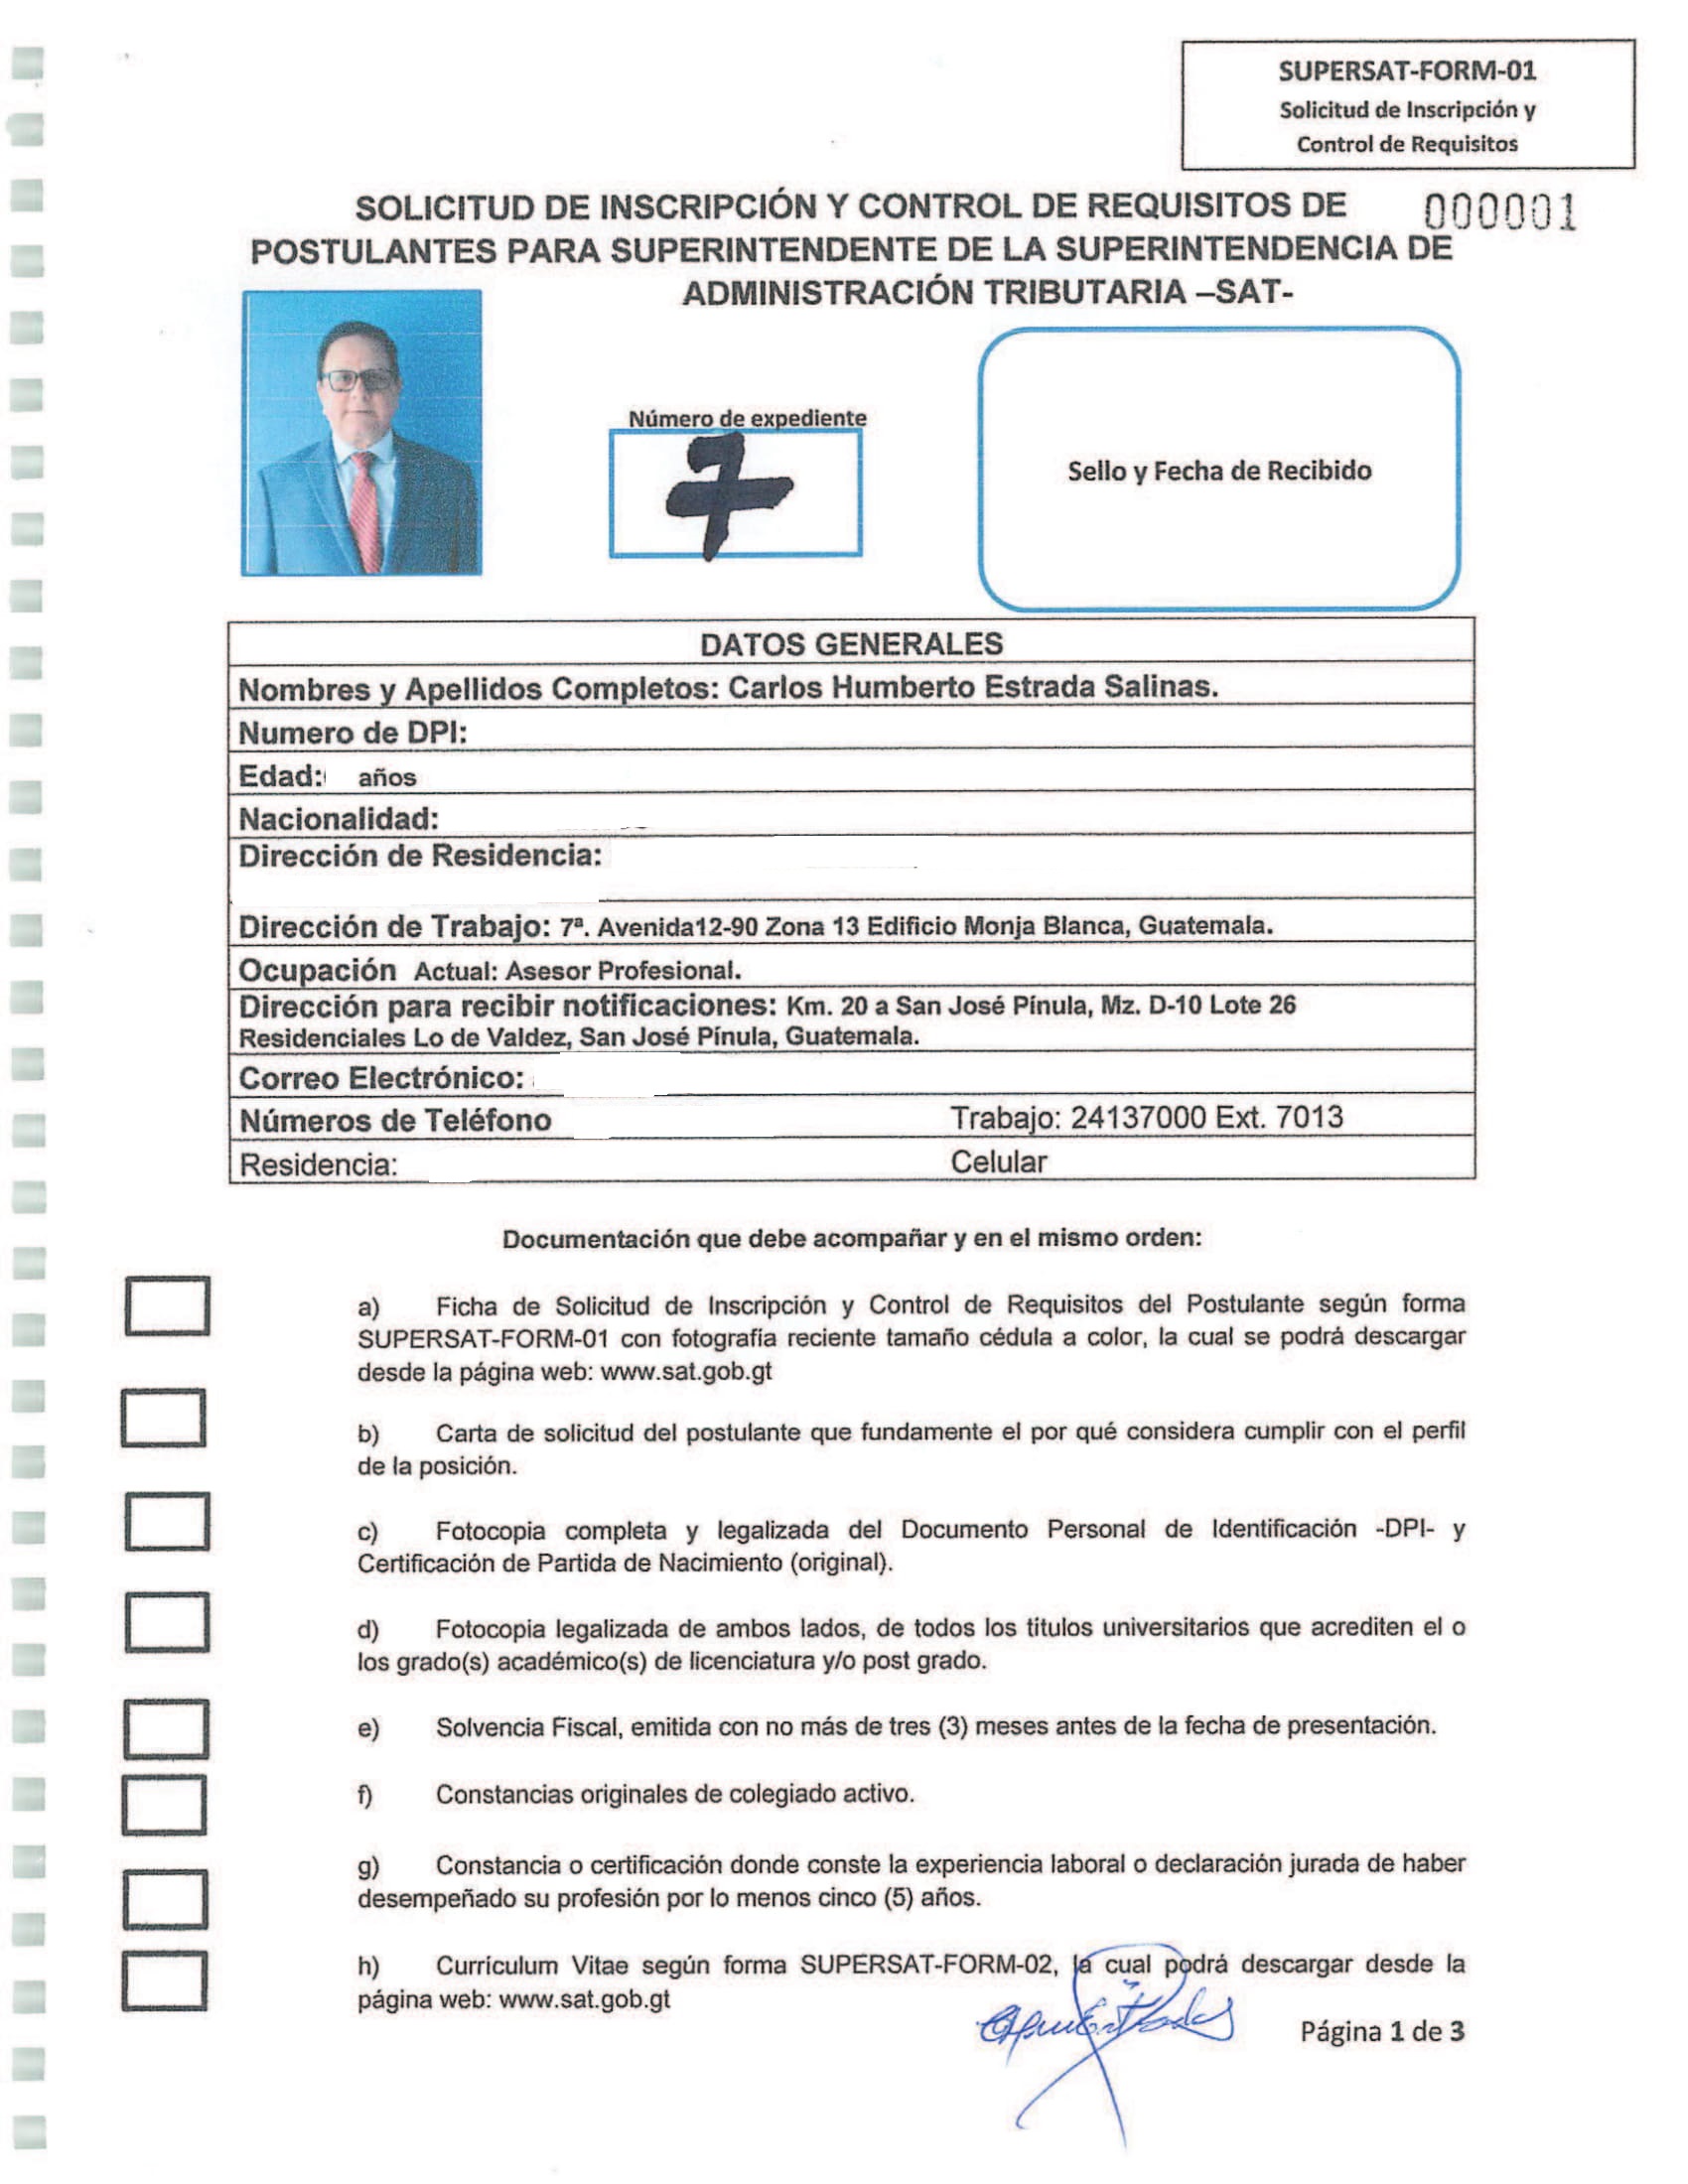 SUPERSAT-FORM-01
Solicitud de Inscripción y
Control de Requisitos
SOLICITUD DE INSCRIPCIÓN Y CONTROL DE REQUISITOS DE
000001
POSTULANTES PARA SUPERINTENDENTE DE LA SUPERINTENDENCIA DE
ADMINISTRACIÓN TRIBUTARIA –SAT-
Número de expediente
7
Sello y Fecha de Recibido
DATOS GENERALES
Nombres y Apellidos Completos: Carlos Humberto Estrada Salinas.
Numero de DPI:
Edad: años
Nacionalidad:
Dirección de Residencia:
Dirección de Trabajo: 7ª. Avenida12-90 Zona 13 Edificio Monja Blanca, Guatemala.
Ocupación Actual: Asesor Profesional.
Dirección para recibir notificaciones: Km. 20 a San José Pínula, Mz. D-10 Lote 26
Residenciales Lo de Valdez, San José Pínula, Guatemala.
Correo Electrónico:
Números de Teléfono Trabajo: 24137000 Ext. 7013
Residencia: Celular
Documentación que debe acompañar y en el mismo orden:
a) Ficha de Solicitud de Inscripción y Control de Requisitos del Postulante según forma
SUPERSAT-FORM-01 con fotografía reciente tamaño cédula a color, la cual se podrá descargar
desde la página web: www.sat.gob.gt
b) Carta de solicitud del postulante que fundamente el por qué considera cumplir con el perfil
de la posición.
c) Fotocopia completa y legalizada del Documento Personal de Identificación -DPI- y
Certificación de Partida de Nacimiento (original).
d) Fotocopia legalizada de ambos lados, de todos los titulos universitarios que acrediten el o
los grado(s) académico(s) de licenciatura y/o post grado.
e) Solvencia Fiscal, emitida con no más de tres (3) meses antes de la fecha de presentación.
f) Constancias originales de colegiado activo.
g) Constancia o certificación donde conste la experiencia laboral o declaración jurada de haber
desempeñado su profesión por lo menos cinco (5) años.
h) Currículum Vitae según forma SUPERSAT-FORM-02, la cual podrá descargar desde la
página web: www.sat.gob.gt
Página 1 de 3